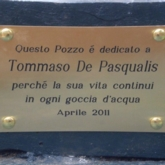 Questo Pozzo é dedicato a
Tommaso De Pasqualis
perché la sua vita continui
in ogni goccia d'acqua
Aprile 2011